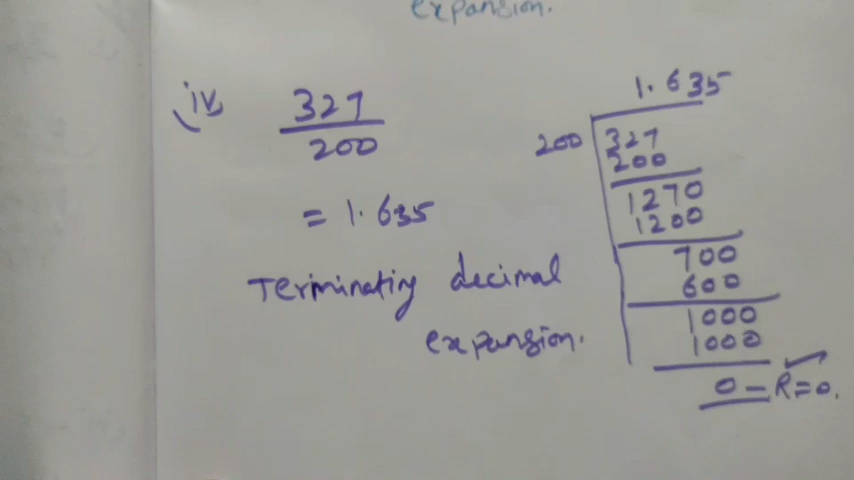 expansion.
iv,
327
200
= 1.635
Terminating decimal
expansion.
1.635
200
327
200
1270
1200
700
600
1000
1000
0 - R=0.